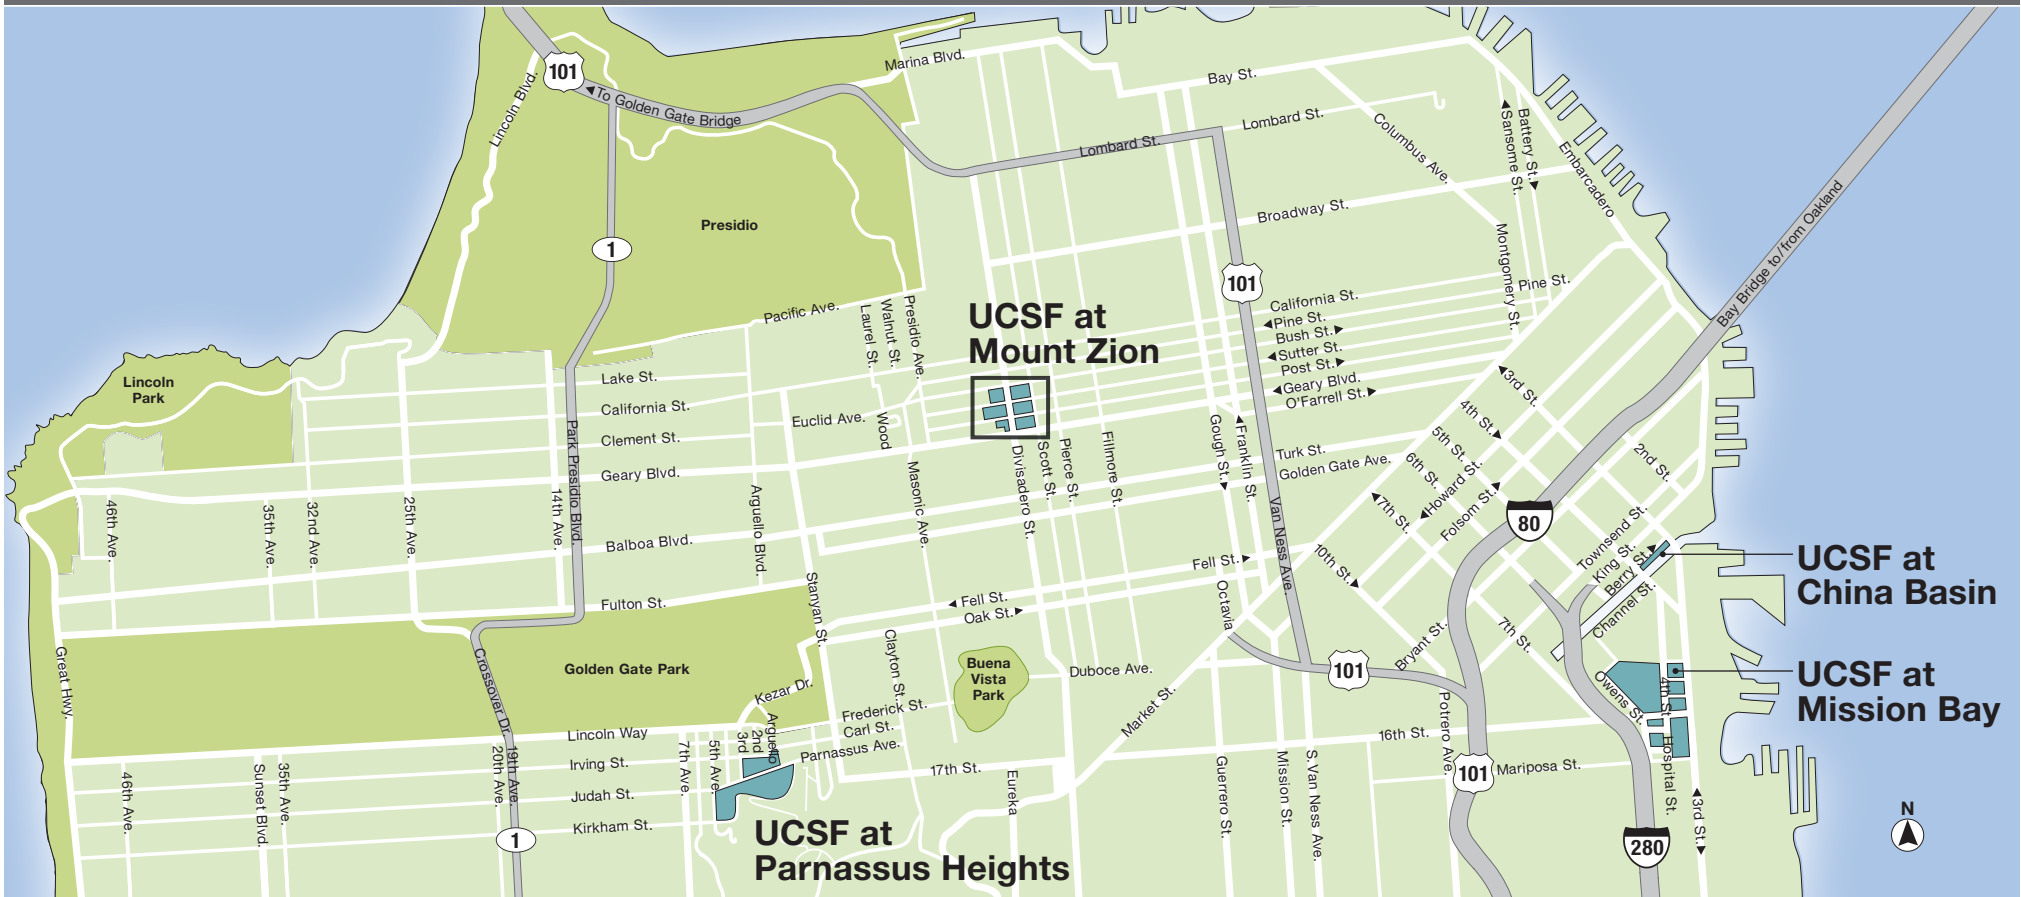 101
To Golden Gate Bridge
Lincoln Blvd.
Marina Blvd.
Bay St.
Lombard St.
Lombard St.
Columbus Ave.
Sansome St.
Battery St.
Embarcadero
Bay Bridge to/from Oakland
1
Presidio
Broadway St.
101
Montgomery St.
Pine St.
California St.
Pine St.
Bush St.
Sutter St.
Post St.
Geary Blvd.
O'Farrell St.
Pacific Ave.
Laurel St.
Walnut St.
Presidio Ave.
UCSF at
Mount Zion
Lincoln
Park
Lake St.
California St.
Clement St.
Geary Blvd.
Euclid Ave.
Wood
Masonic Ave.
Park Presidio Blvd.
Arguello Blvd.
46th Ave.
35th Ave.
32nd Ave.
25th Ave.
14th Ave.
Balboa Blvd.
Fulton St.
Divisadero St.
Scott St.
Pierce St.
Fillmore St.
Gough St.
Franklin St.
Van Ness Ave.
Turk St.
Golden Gate Ave.
3rd St.
4th St.
5th St.
6th St.
7th St.
Howard St.
Folsom St.
2nd St.
80
10th St.
Townsend St.
King St.
Berry St.
Channel St.
UCSF at
China Basin
Fell St.
Fell St.
Oak St.
Octavia
Stanyan St.
Clayton St.
Golden Gate Park
Great Hwy.
Crossover Dr.
Kezar Dr.
Buena
Vista
Park
Duboce Ave.
Market St.
101
Bryant St.
7th St.
Potrero Ave.
Owens St.
4th St
UCSF at
Mission Bay
Frederick St.
Carl St.
Parnassus Ave.
Lincoln Way
Irving St.
Judah St.
Kirkham St.
46th Ave.
Sunset Blvd.
35th Ave.
20th Ave.
19th Ave.
1
7th Ave.
5th Ave.
3rd
2nd
Arguello
17th St.
Eureka
16th St.
Mariposa St.
101
Guerrero St.
Mission St.
S.Van Ness Ave.
Hospital St.
3rd St.
280
N
UCSF at
Parnassus Heights